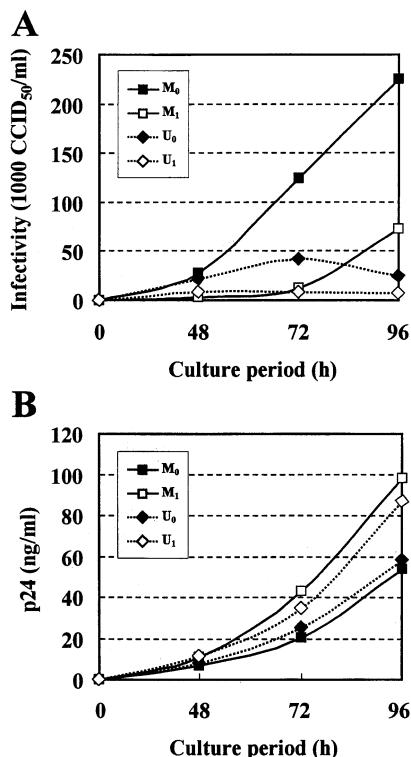 A
Infectivity (1000 CCID50/ml)
250
200
150
100
50
0
M0
M1
U0
U1
0 48 72 96
Culture period (h)
B
p24 (ng/ml)
120
100
80
60
40
20
0
M0
M1
U0
U1
0 48 72 96
Culture period (h)